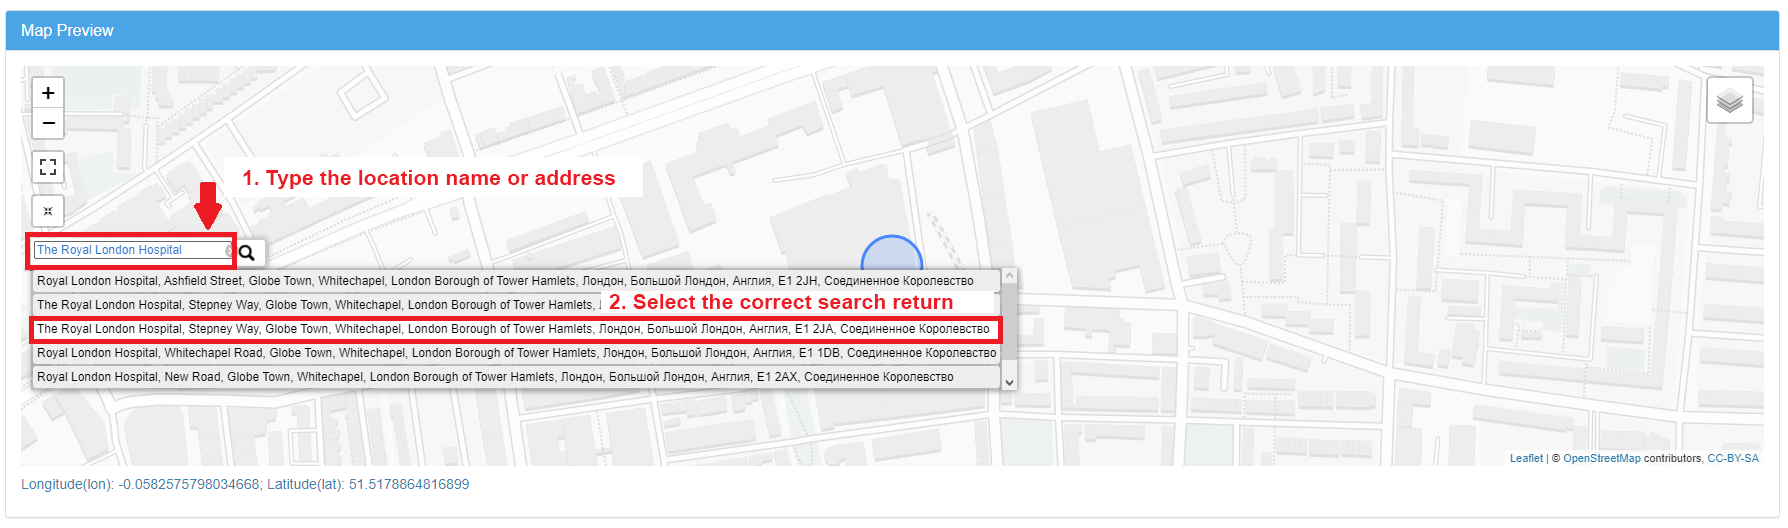 Map Preview
+
−
1. Type the location name or address
The Royal London Hospital
Royal London Hospital, Ashfield Street, Globe Town, Whitechapel, London Borough of Tower Hamlets, Лондон, Большой Лондон, Англия, E1 2JH, Соединенное Королевство
The Royal London Hospital, Stepney Way, Globe Town, Whitechapel, London Borough of Tower Hamlets,
2. Select the correct search return
The Royal London Hospital, Stepney Way, Globe Town, Whitechapel, London Borough of Tower Hamlets, Лондон, Большой Лондон, Англия, E1 2JA, Соединенное Королевство
Royal London Hospital, Whitechapel Road, Globe Town, Whitechapel, London Borough of Tower Hamlets, Лондон, Большой Лондон, Англия, E1 1DB, Соединенное Королевство
Royal London Hospital, New Road, Globe Town, Whitechapel, London Borough of Tower Hamlets, Лондон, Большой Лондон, Англия, E1 2AX, Соединенное Королевство
Leaflet | © OpenStreetMap contributors, CC-BY-SA
Longitude(lon): -0.0582575798034668; Latitude(lat): 51.5178864816899